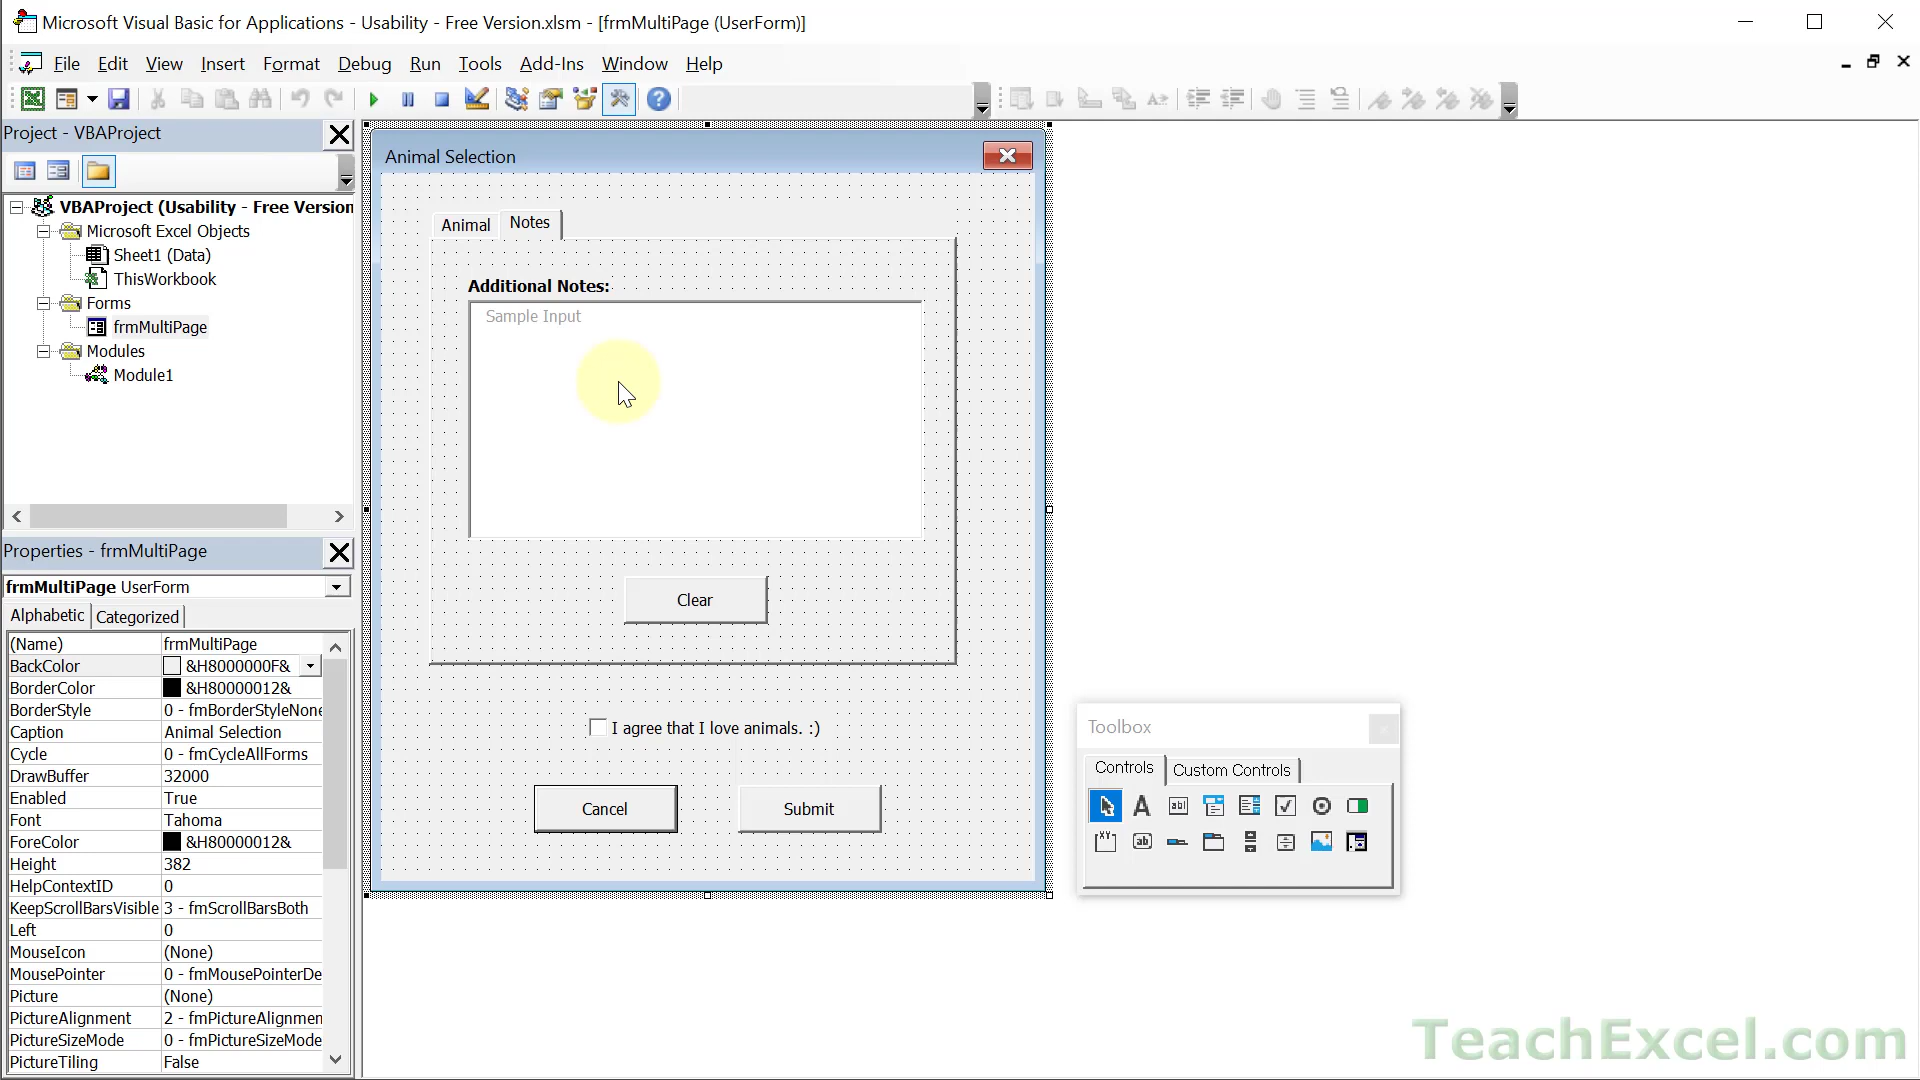 Microsoft Visual Basic for Applications - Usability - Free Version.xlsm - [frmMultiPage (UserForm)]
File Edit View Insert Format Debug Run Tools Add-Ins Window Help
Project - VBAProject
VBAProject (Usability - Free Version
Microsoft Excel Objects
Sheet1 (Data)
ThisWorkbook
Forms
frmMultiPage
Modules
Module1
Properties - frmMultiPage
frmMultiPage UserForm
Alphabetic Categorized
(Name) frmMultiPage
BackColor &H8000000F&
BorderColor &H80000012&
BorderStyle 0 - fmBorderStyleNone
Caption Animal Selection
Cycle 0 - fmCycleAllForms
DrawBuffer 32000
Enabled True
Font Tahoma
ForeColor &H80000012&
Height 382
HelpContextID 0
KeepScrollBarsVisible 3 - fmScrollBarsBoth
Left 0
MouseIcon (None)
MousePointer 0 - fmMousePointerDe
Picture (None)
PictureAlignment 2 - fmPictureAlignmen
PictureSizeMode 0 - fmPictureSizeMode
PictureTiling False
Animal Selection
Animal Notes
Additional Notes:
Sample Input
Clear
I agree that I love animals. :)
Cancel Submit
Toolbox
Controls Custom Controls
TeachExcel.com